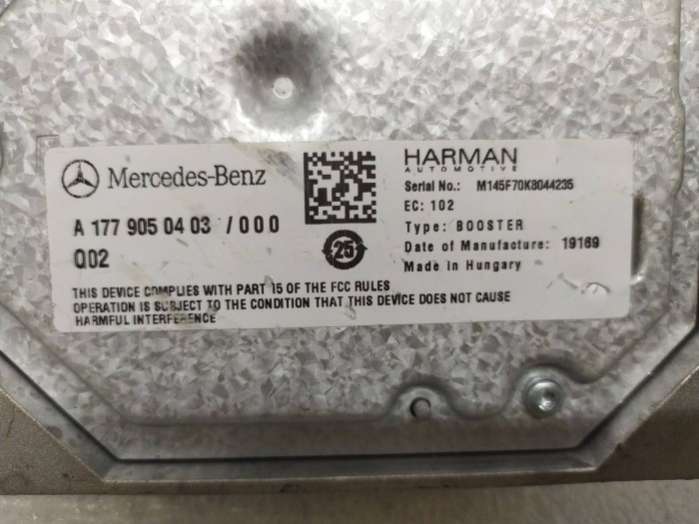 Mercedes-Benz
A 177 905 04 03 /000
Q02
25
HARMAN
AUTOMOTIVE
Serial No.: M145F70K8044235
EC: 102
Type: BOOSTER
Date of Manufacture: 19169
Made in Hungary
THIS DEVICE COMPLIES WITH PART 15 OF THE FCC RULES
OPERATION IS SUBJECT TO THE CONDITION THAT THIS DEVICE DOES NOT CAUSE
HARMFUL INTERFERENCE